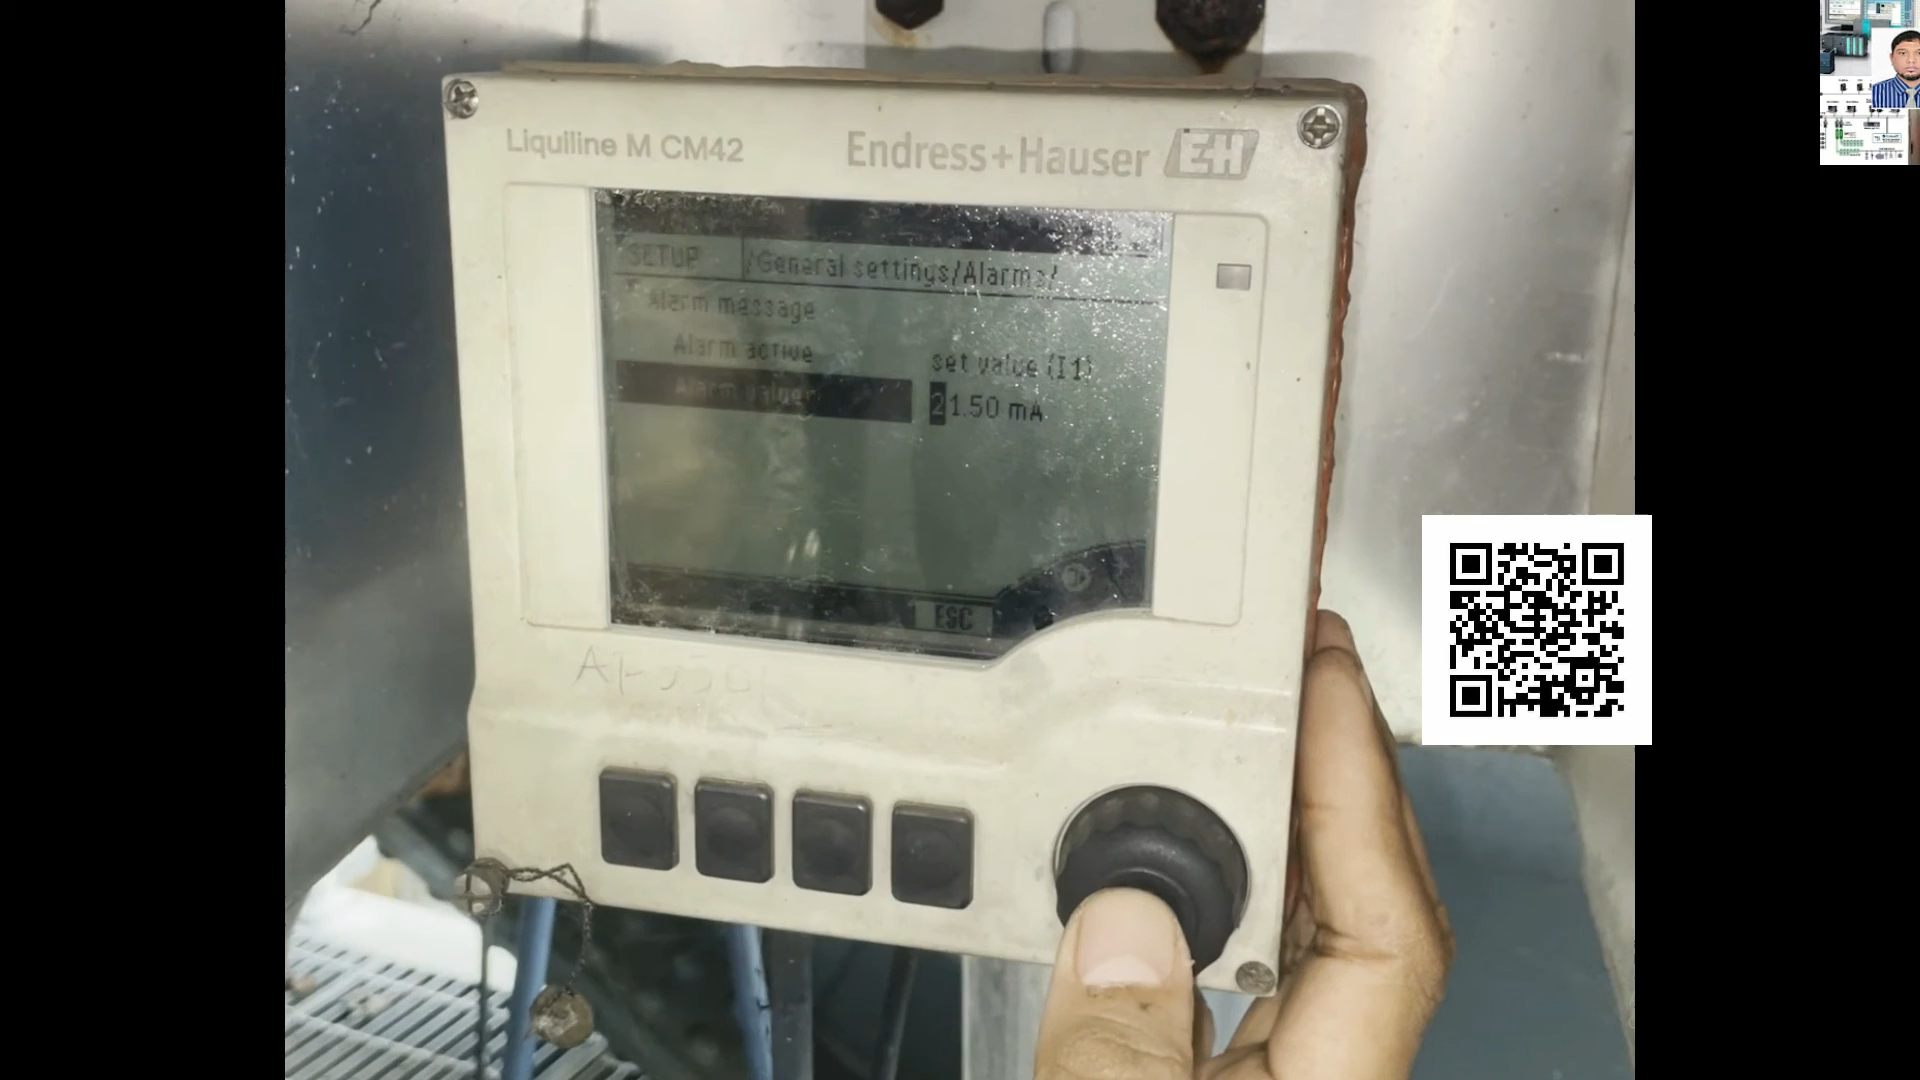 Liquiline M CM42
Endress+Hauser EH
SETUP /General settings/Alarms/
Alarm message
Alarm active set value (I1)
Alarm value 21.50 mA
ESC